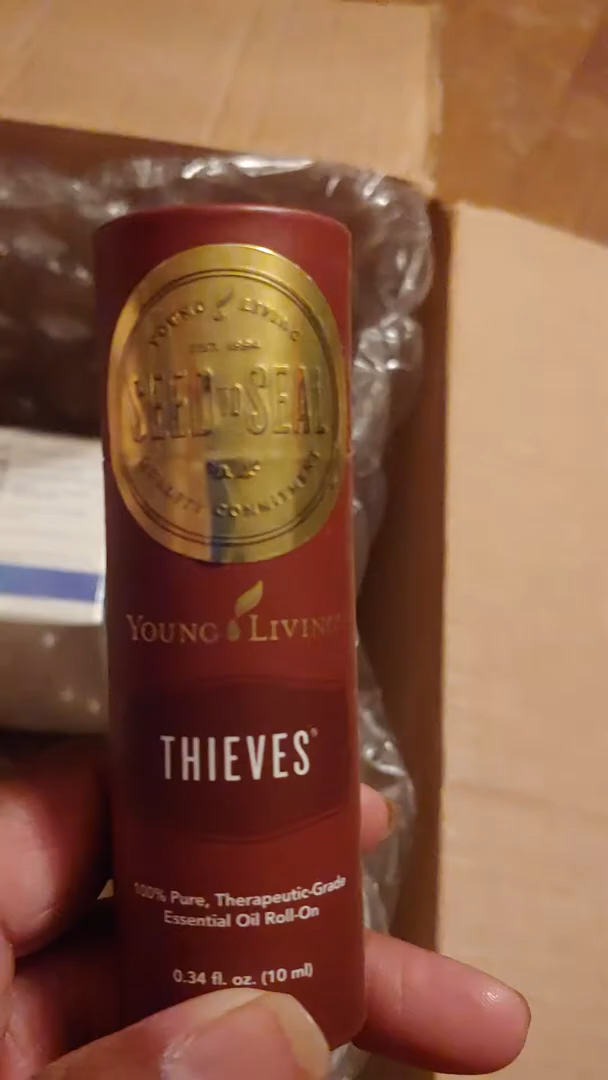 YOUNG LIVING
EST. 1994
SEED TO SEAL
QUALITY COMMITMENT
YOUNG LIVING
THIEVES®
100% Pure, Therapeutic-Grade
Essential Oil Roll-On
0.34 fl. oz. (10 ml)